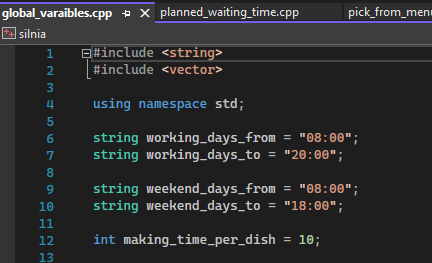 global_varaibles.cpp planned_waiting_time.cpp pick_from_menu
silnia
1 #include <string>
2 #include <vector>
3
4 using namespace std;
5
6 string working_days_from = "08:00";
7 string working_days_to = "20:00";
8
9 string weekend_days_from = "08:00";
10 string weekend_days_to = "18:00";
11
12 int making_time_per_dish = 10;
13